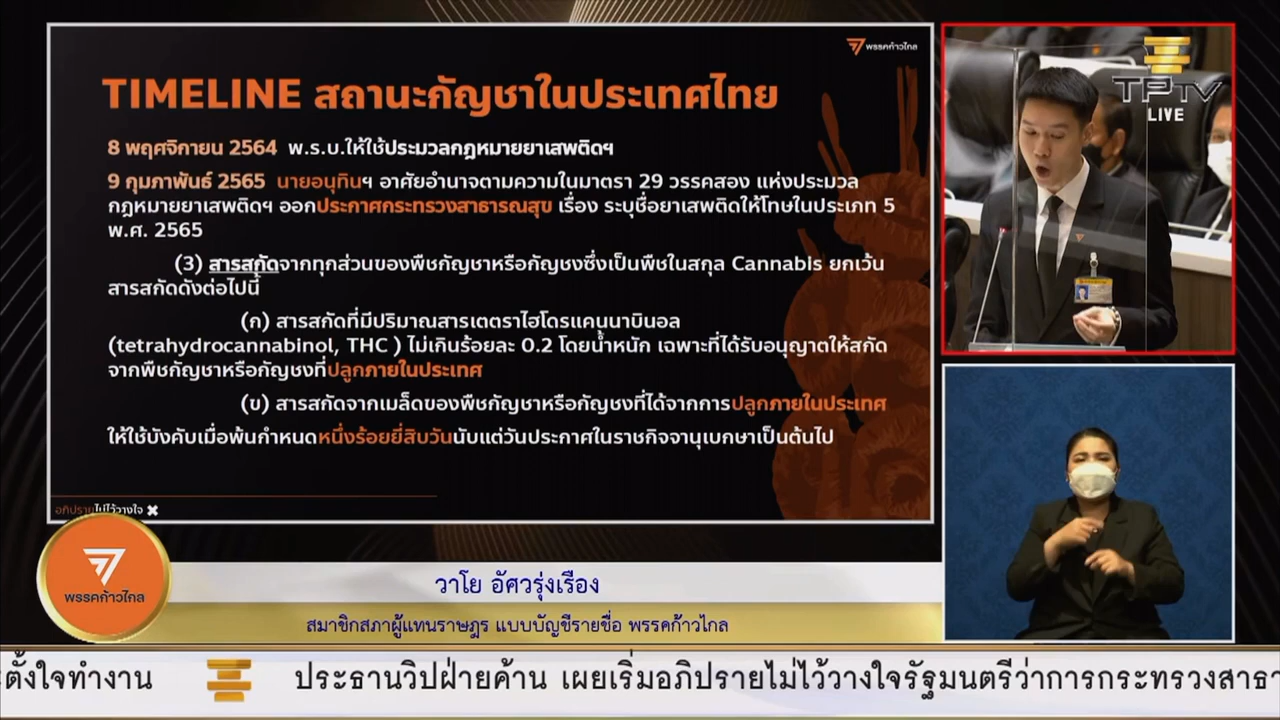 พรรคก้าวไกล
TIMELINE สถานะกัญชาในประเทศไทย
8 พฤศจิกายน 2564 พ.ร.บ.ให้ใช้ประมวลกฎหมายยาเสพติดฯ
9 กุมภาพันธ์ 2565 นายอนุทินฯ อาศัยอำนาจตามความในมาตรา 29 วรรคสอง แห่งประมวล
กฎหมายยาเสพติดฯ ออกประกาศกระทรวงสาธารณสุข เรื่อง ระบุชื่อยาเสพติดให้โทษในประเภท 5
พ.ศ. 2565
(3) สารสกัดจากทุกส่วนของพืชกัญชาหรือกัญชงซึ่งเป็นพืชในสกุล Cannabis ยกเว้น
สารสกัดดังต่อไปนี้
(ก) สารสกัดที่มีปริมาณสารเตตราไฮโดรแคนนาบินอล
(tetrahydrocannabinol, THC ) ไม่เกินร้อยละ 0.2 โดยน้ำหนัก เฉพาะที่ได้รับอนุญาตให้สกัด
จากพืชกัญชาหรือกัญชงที่ปลูกภายในประเทศ
(ข) สารสกัดจากเมล็ดของพืชกัญชาหรือกัญชงที่ได้จากการปลูกภายในประเทศ
ให้ใช้บังคับเมื่อพ้นกำหนดหนึ่งร้อยยี่สิบวันนับแต่วันประกาศในราชกิจจานุเบกษาเป็นต้นไป
อภิปรายไม่ไว้วางใจ
TPTV
LIVE
พรรคก้าวไกล
วาโย อัศวรุ่งเรือง
สมาชิกสภาผู้แทนราษฎร แบบบัญชีรายชื่อ พรรคก้าวไกล
ะตั้งใจทำงาน ประธานวิปฝ่ายค้าน เผยเริ่มอภิปรายไม่ไว้วางใจรัฐมนตรีว่าการกระทรวงสาธา